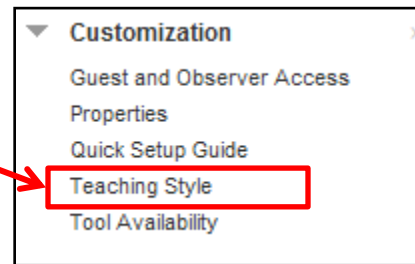 Customization
Guest and Observer Access
Properties
Quick Setup Guide
Teaching Style
Tool Availability